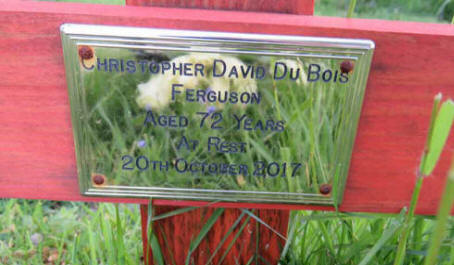 Christopher David Du Bois
Ferguson
Aged 72 Years
At Rest
20th October 2017